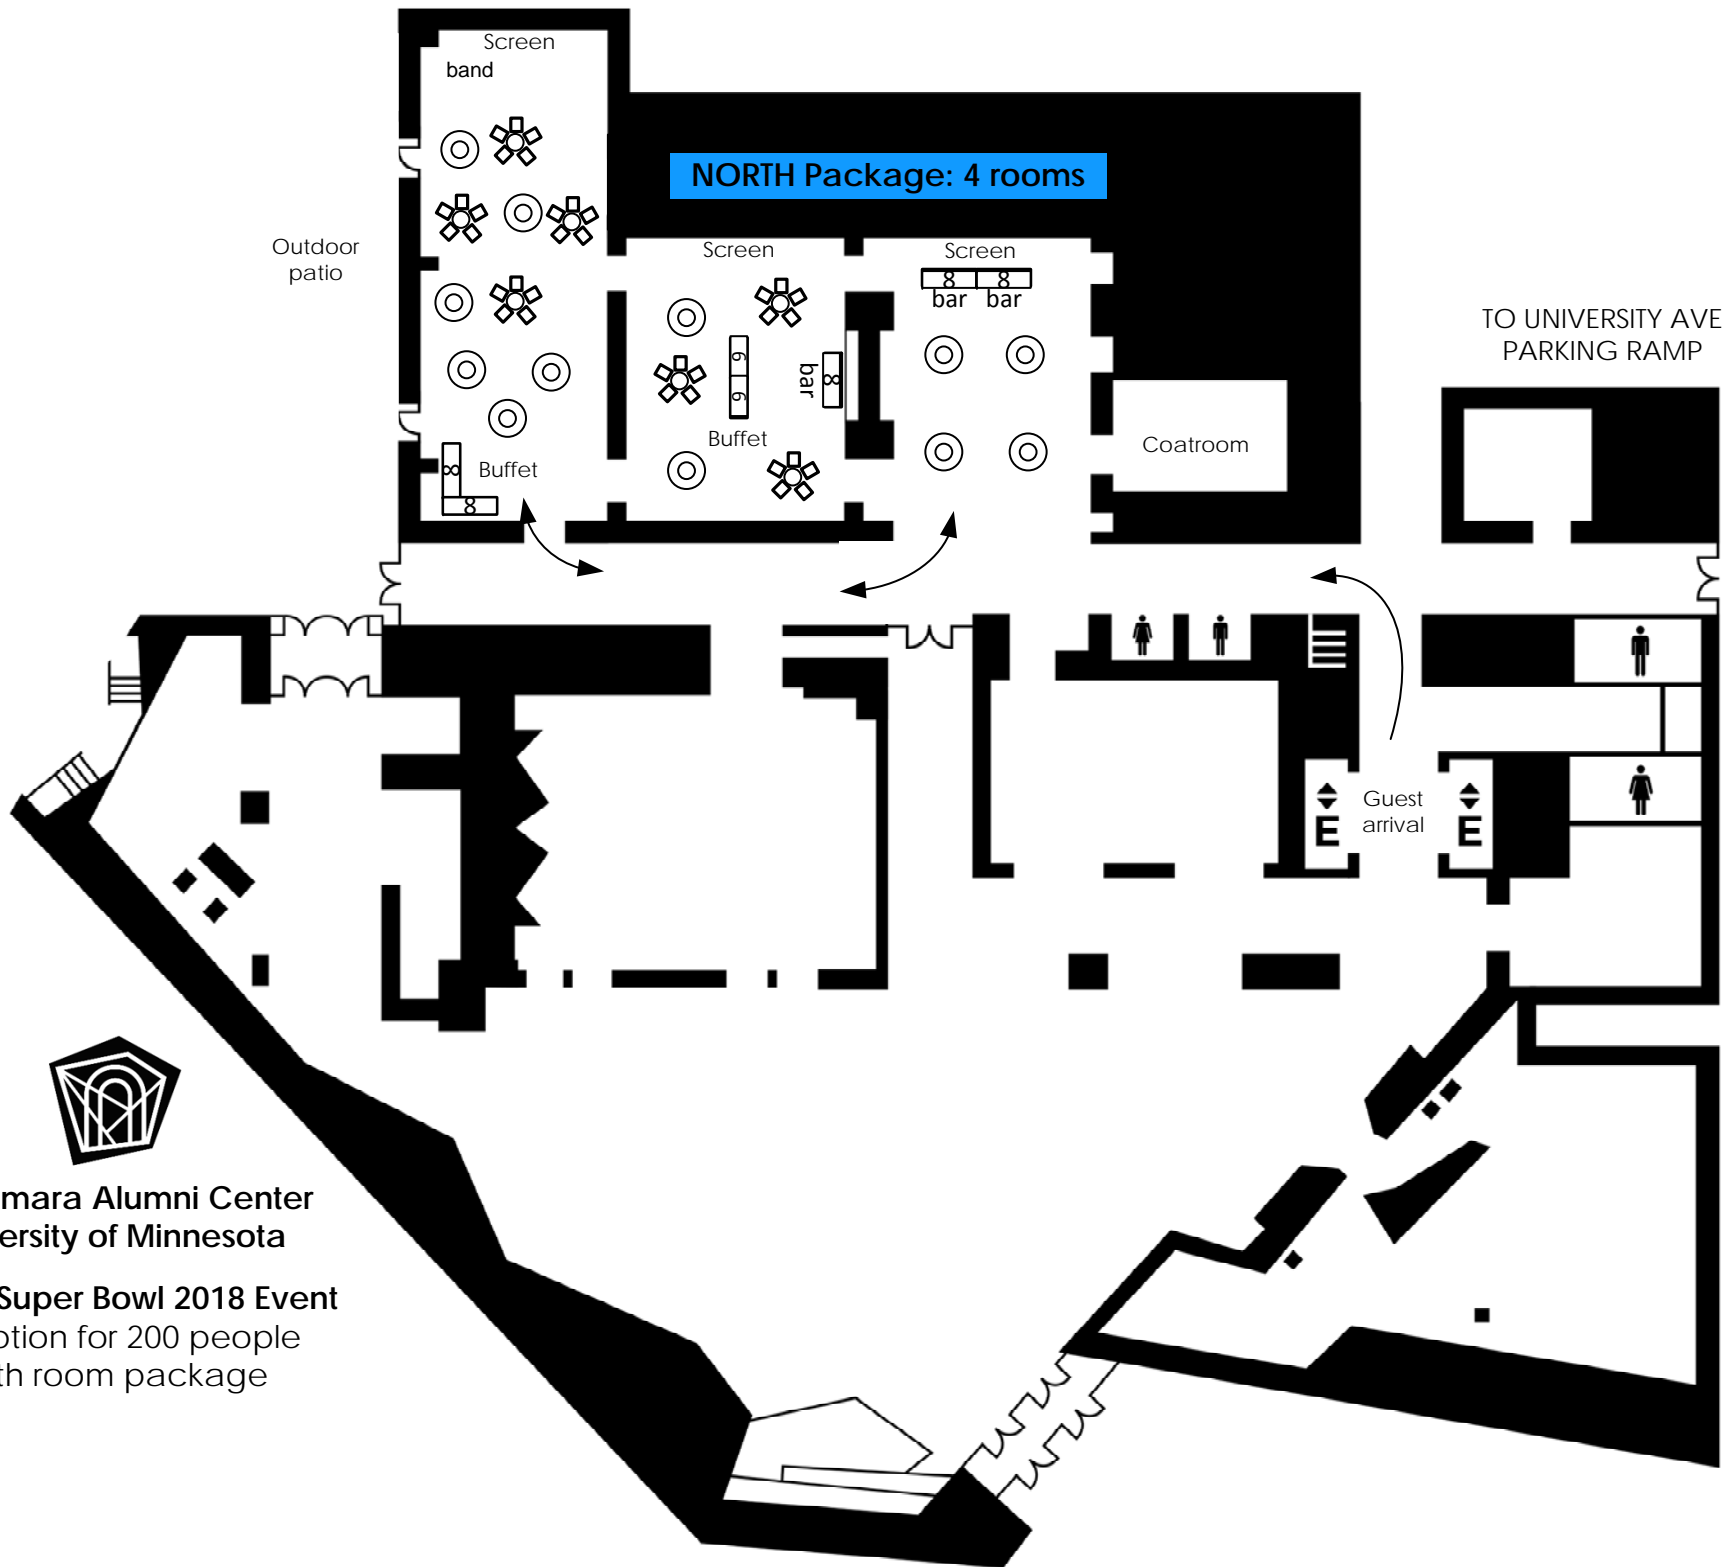 Screen
band
NORTH Package: 4 rooms
Outdoor
patio
Screen
Screen
8 8
bar bar
TO UNIVERSITY AVE
PARKING RAMP
6 6
8
bar
Buffet
Coatroom
8
Buffet
8
Guest
arrival
E
E
mara Alumni Center
ersity of Minnesota
Super Bowl 2018 Event
ption for 200 people
th room package